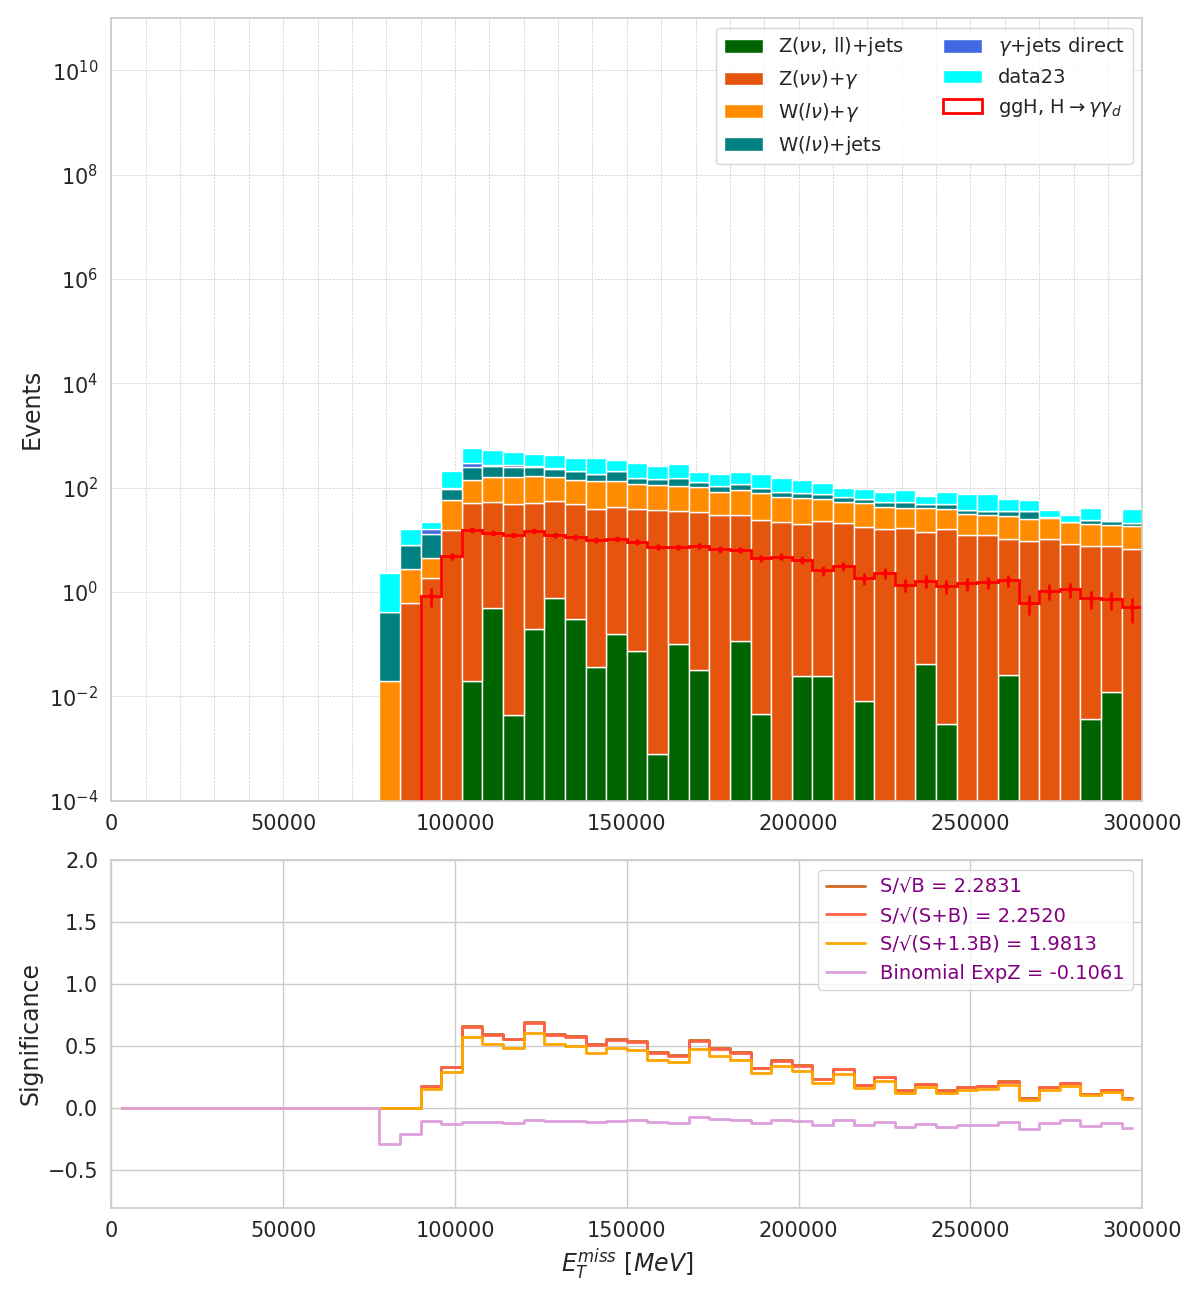 Z(νν, ll)+jets
Z(νν)+γ
W(lν)+γ
W(lν)+jets
γ+jets direct
data23
ggH, H→γγ_d
Events
10^10
10^8
10^6
10^4
10^2
10^0
10^−2
10^−4
0 50000 100000 150000 200000 250000 300000
S/√B = 2.2831
S/√(S+B) = 2.2520
S/√(S+1.3B) = 1.9813
Binomial ExpZ = -0.1061
Significance
2.0
1.5
1.0
0.5
0.0
−0.5
0 50000 100000 150000 200000 250000 300000
E_T^miss [MeV]